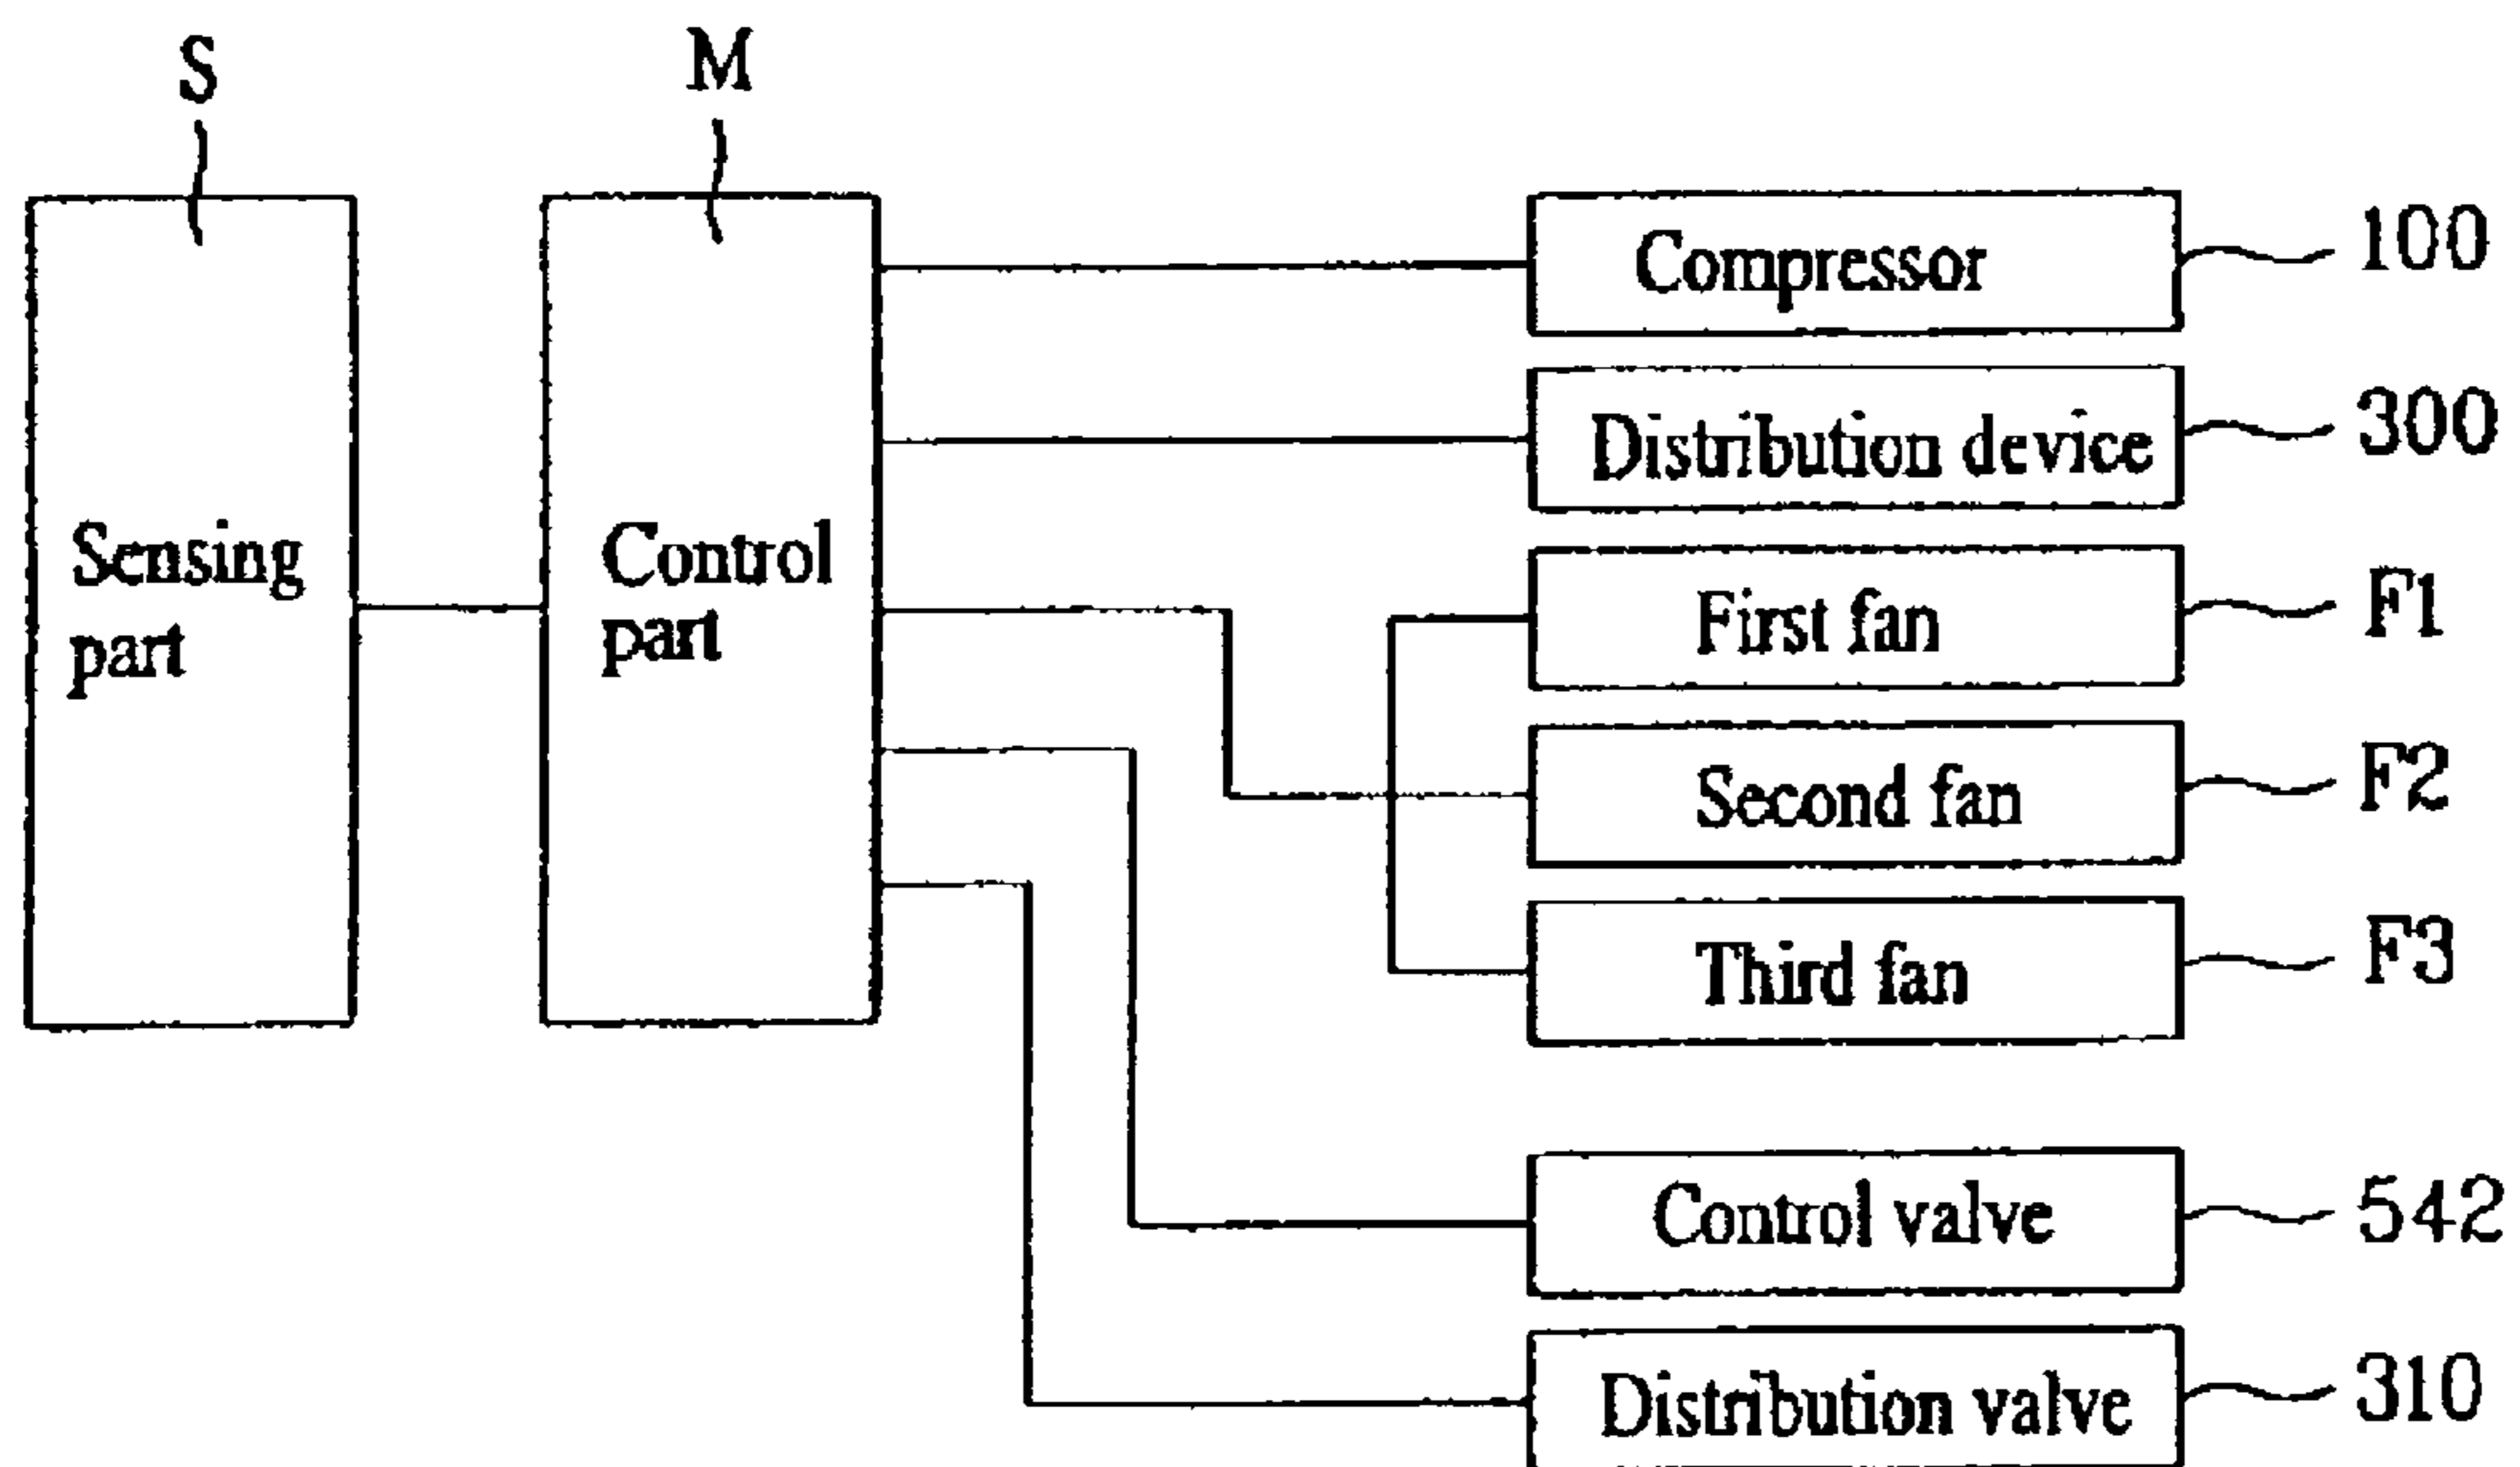 S
M
Sensing
part
Control
part
Compressor
100
Distribution device
300
First fan
F1
Second fan
F2
Third fan
F3
Control valve
542
Distribution valve
310